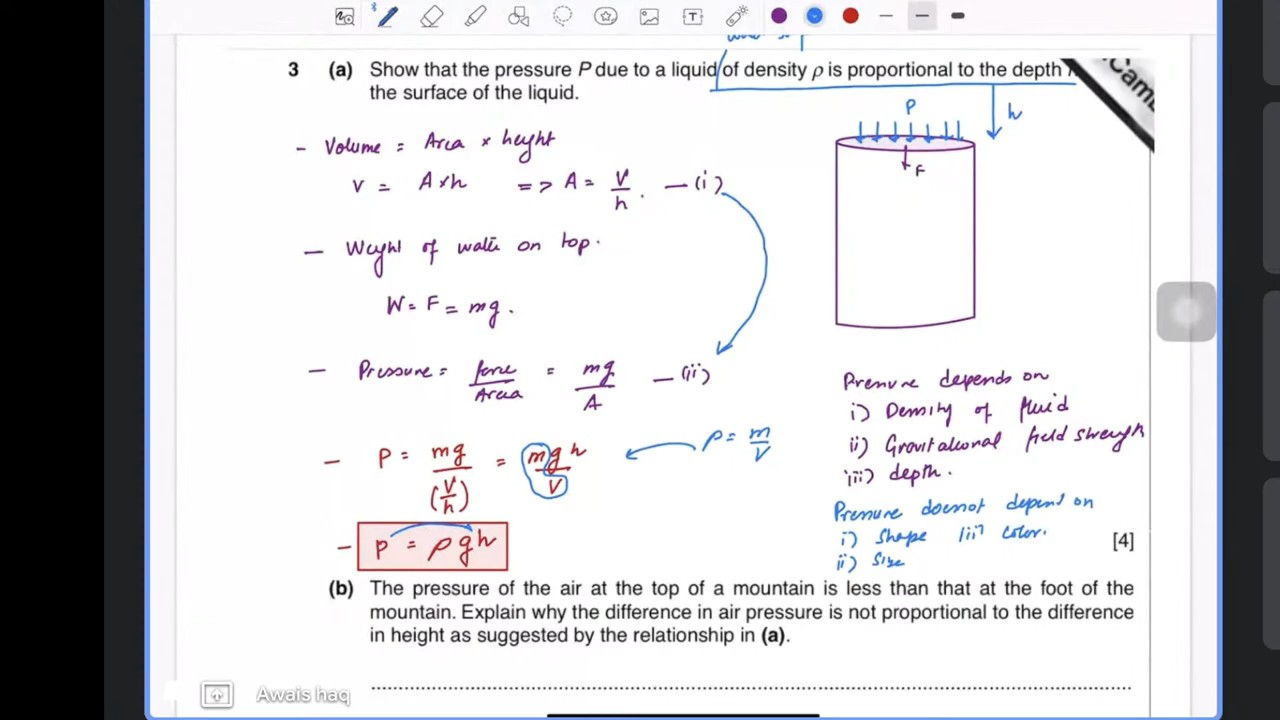 3 (a) Show that the pressure P due to a liquid of density ρ is proportional to the depth h
the surface of the liquid.
Cam
P
h
F
- Volume = Area × height
V = A×h => A = V/h. — (i)
— Weight of water on top.
W = F = mg.
— Pressure = force/Area = mg/A — (ii)
— P = mg/(V/h) = mgh/V ρ = m/V
— P = ρgh
Pressure depends on
i) Density of fluid
ii) Gravitational field strength
iii) depth.
Pressure doesnot depend on
i) Shape iii) color.
ii) Size
[4]
(b) The pressure of the air at the top of a mountain is less than that at the foot of the
mountain. Explain why the difference in air pressure is not proportional to the difference
in height as suggested by the relationship in (a).
Awais haq